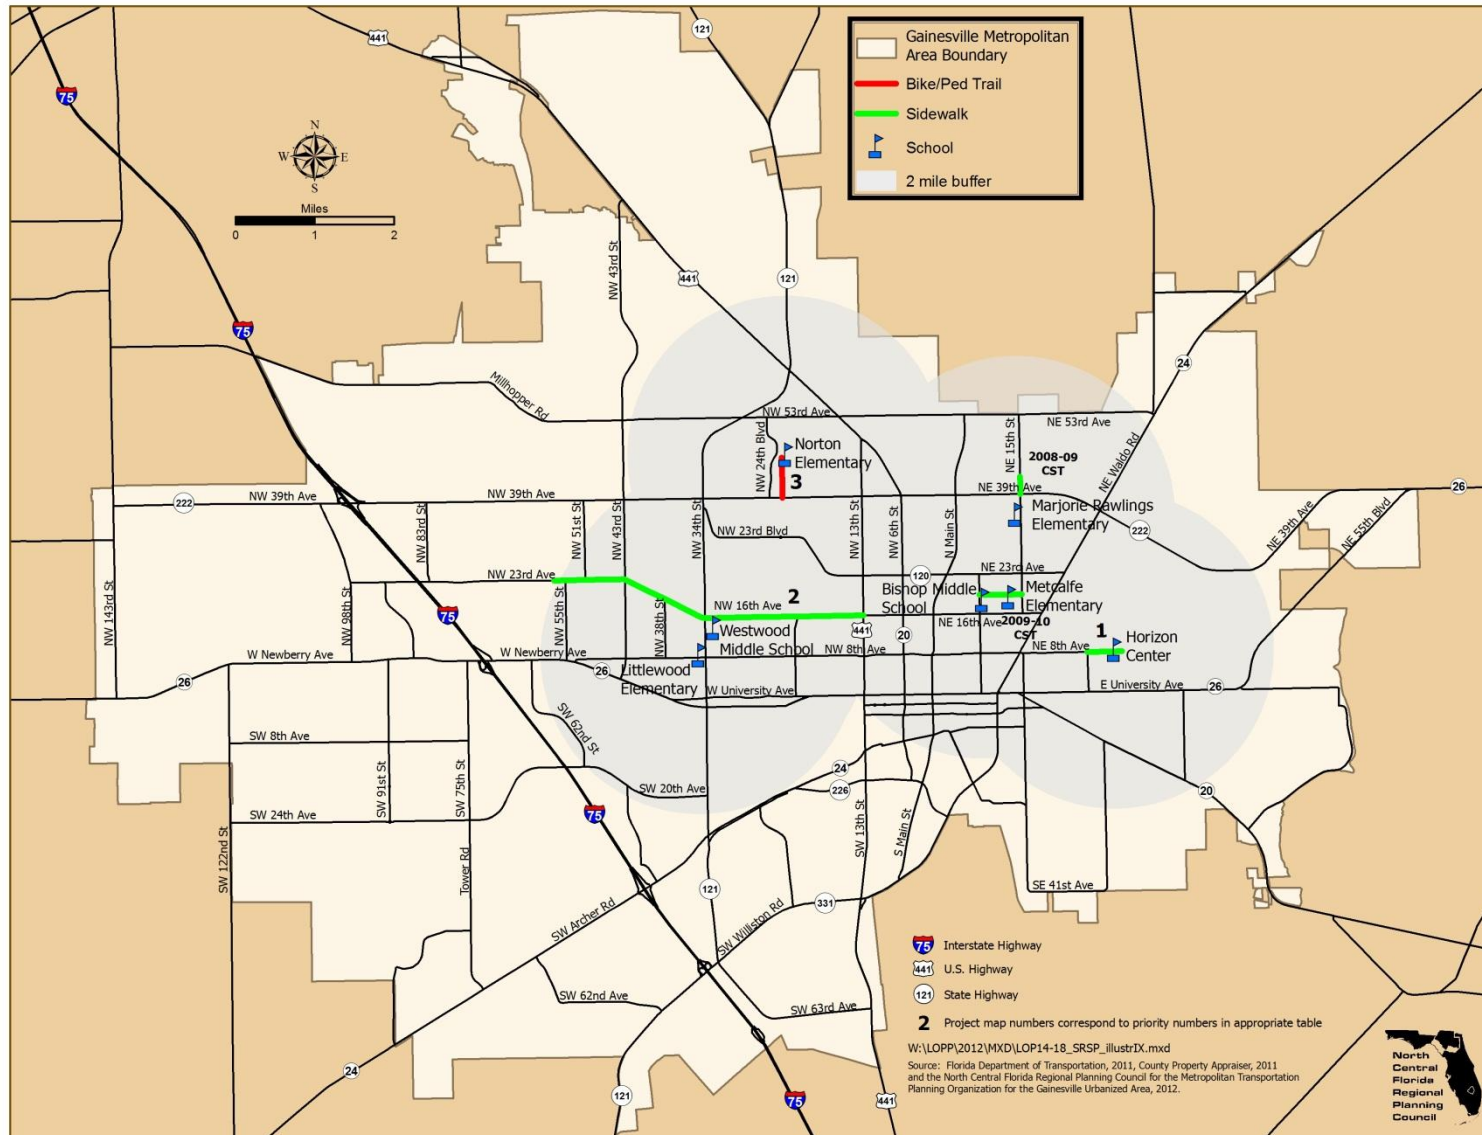 Gainesville Metropolitan
Area Boundary
Bike/Ped Trail
Sidewalk
School
2 mile buffer
N
W E
S
Miles
0 1 2
441
121
75
NW 43rd St
441
121
75
24
Millhopper Rd
NW 53rd Ave
NE 53rd Ave
NW 24th Blvd
Norton
Elementary
3
NE 15th St
2008-09
CST
NE Waldo Rd
26
222
NW 39th Ave
NW 39th Ave
NE 39th Ave
Marjorie Rawlings
Elementary
222
NE 39th Ave
NE 55th Blvd
NW 83rd St
NW 51st St
NW 43rd St
NW 34th St
NW 23rd Blvd
NW 13th St
NW 6th St
N Main St
NW 23rd Ave
120
NE 23rd Ave
NW 143rd St
NW 98th St
75
NW 55th St
NW 38th St
NW 16th Ave
2
Bishop Middle
School
Metcalfe
Elementary
NE 16th Ave
2009-10
CST
441
20
Westwood
Middle School
NW 8th Ave
NE 8th Ave
1
Horizon
Center
W Newberry Ave
W Newberry Ave
26
26
Littlewood
Elementary
W University Ave
E University Ave
26
SW 62nd St
SW 8th Ave
SW 91st St
SW 75th St
24
SW 20th Ave
226
20
SW 24th Ave
75
SW 122nd St
Tower Rd
SW 13th St
S Main St
121
SE 41st Ave
331
SW Archer Rd
SW Williston Rd
SW 62nd Ave
SW 63rd Ave
24
121
75
441
75 Interstate Highway
441 U.S. Highway
121 State Highway
2 Project map numbers correspond to priority numbers in appropriate table
W:\LOPP\2012\MXD\LOP14-18_SRSP_illustrIX.mxd
Source: Florida Department of Transportation, 2011, County Property Appraiser, 2011
and the North Central Florida Regional Planning Council for the Metropolitan Transportation
Planning Organization for the Gainesville Urbanized Area, 2012.
North
Central
Florida
Regional
Planning
Council